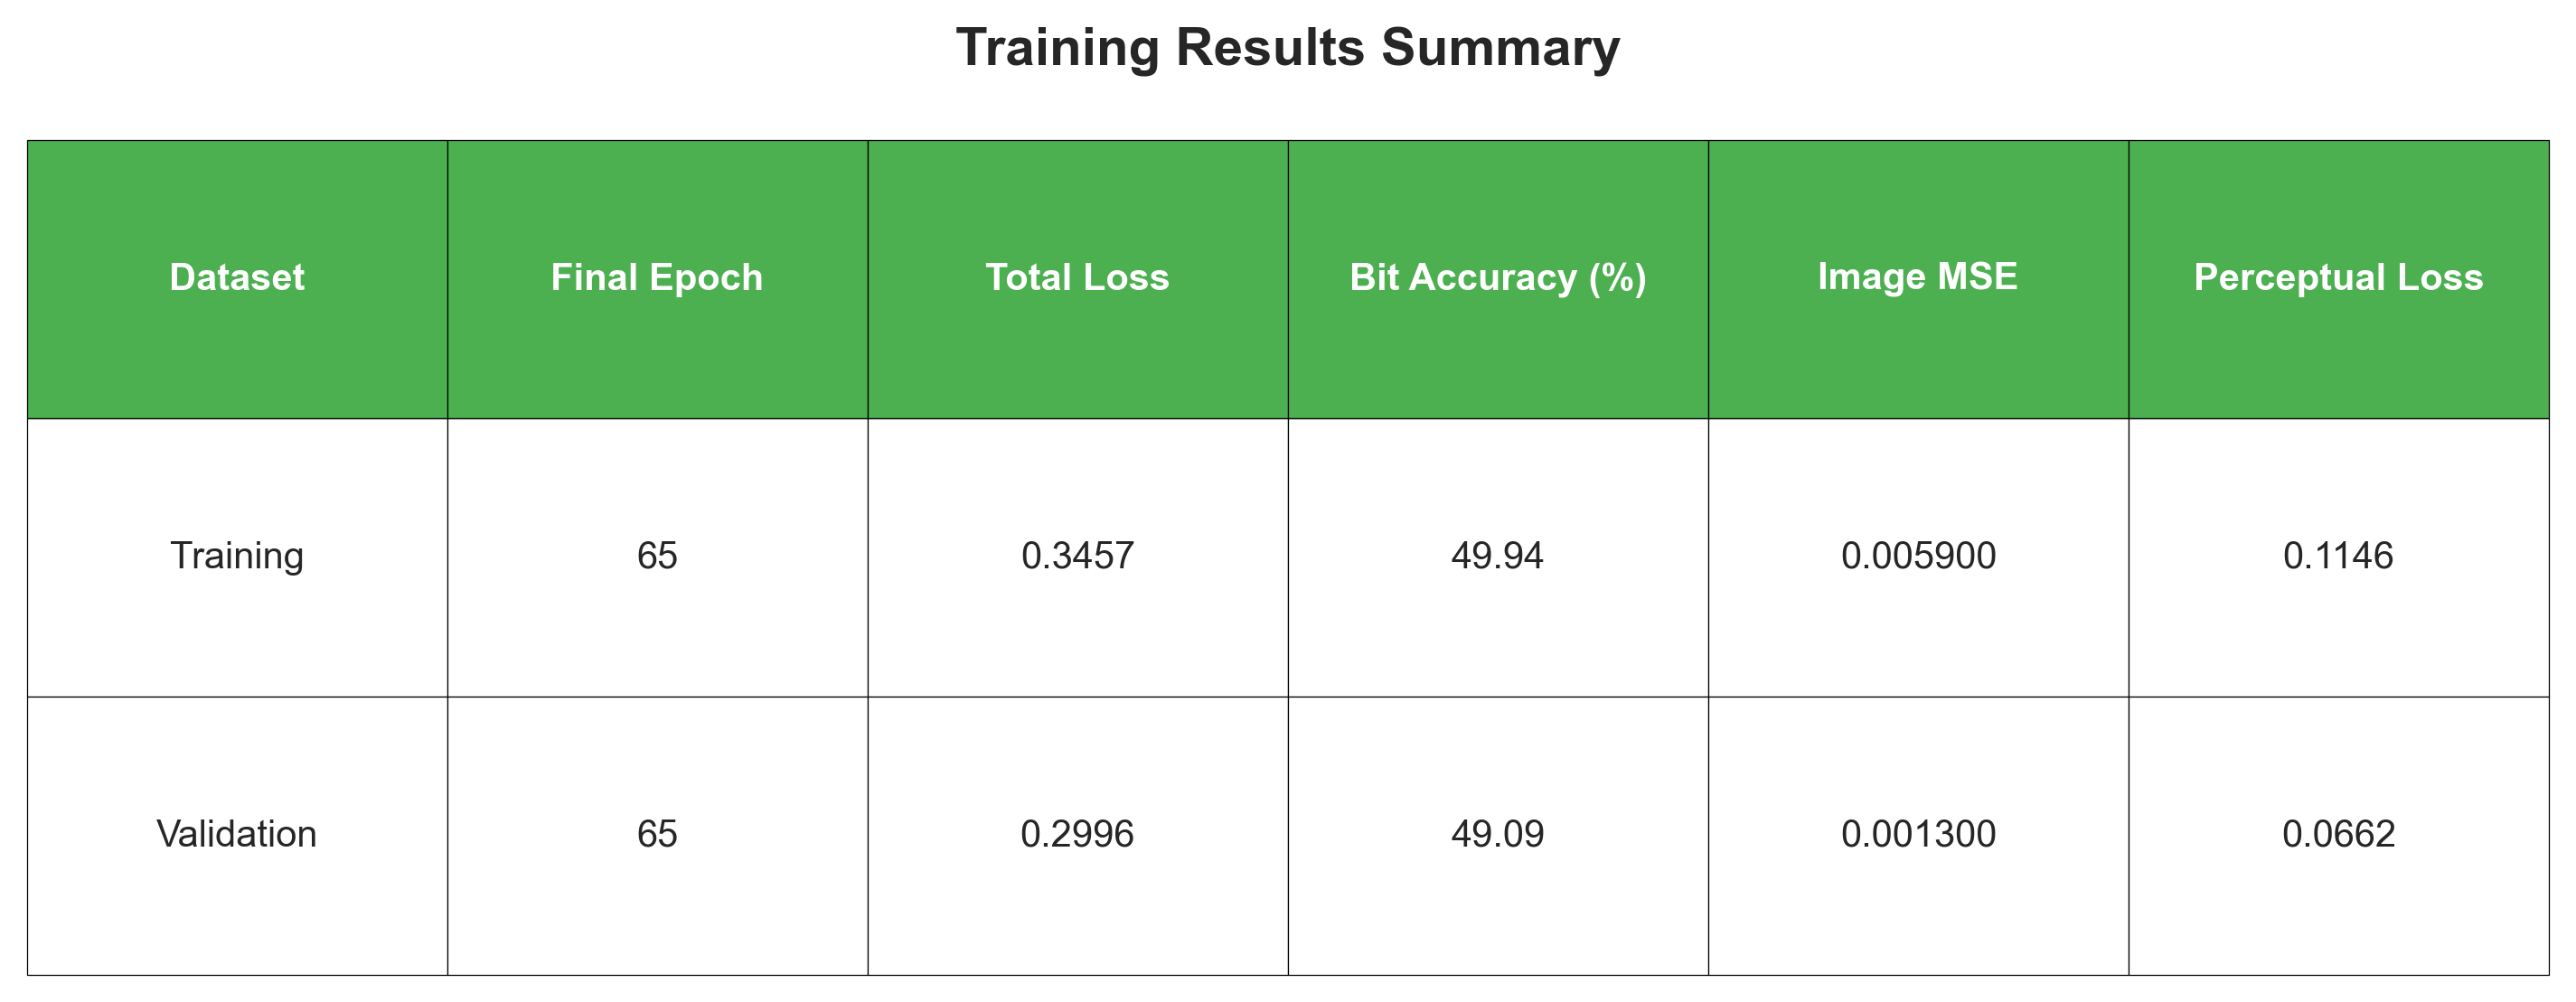 Training Results Summary
Dataset Final Epoch Total Loss Bit Accuracy (%) Image MSE Perceptual Loss
Training 65 0.3457 49.94 0.005900 0.1146
Validation 65 0.2996 49.09 0.001300 0.0662